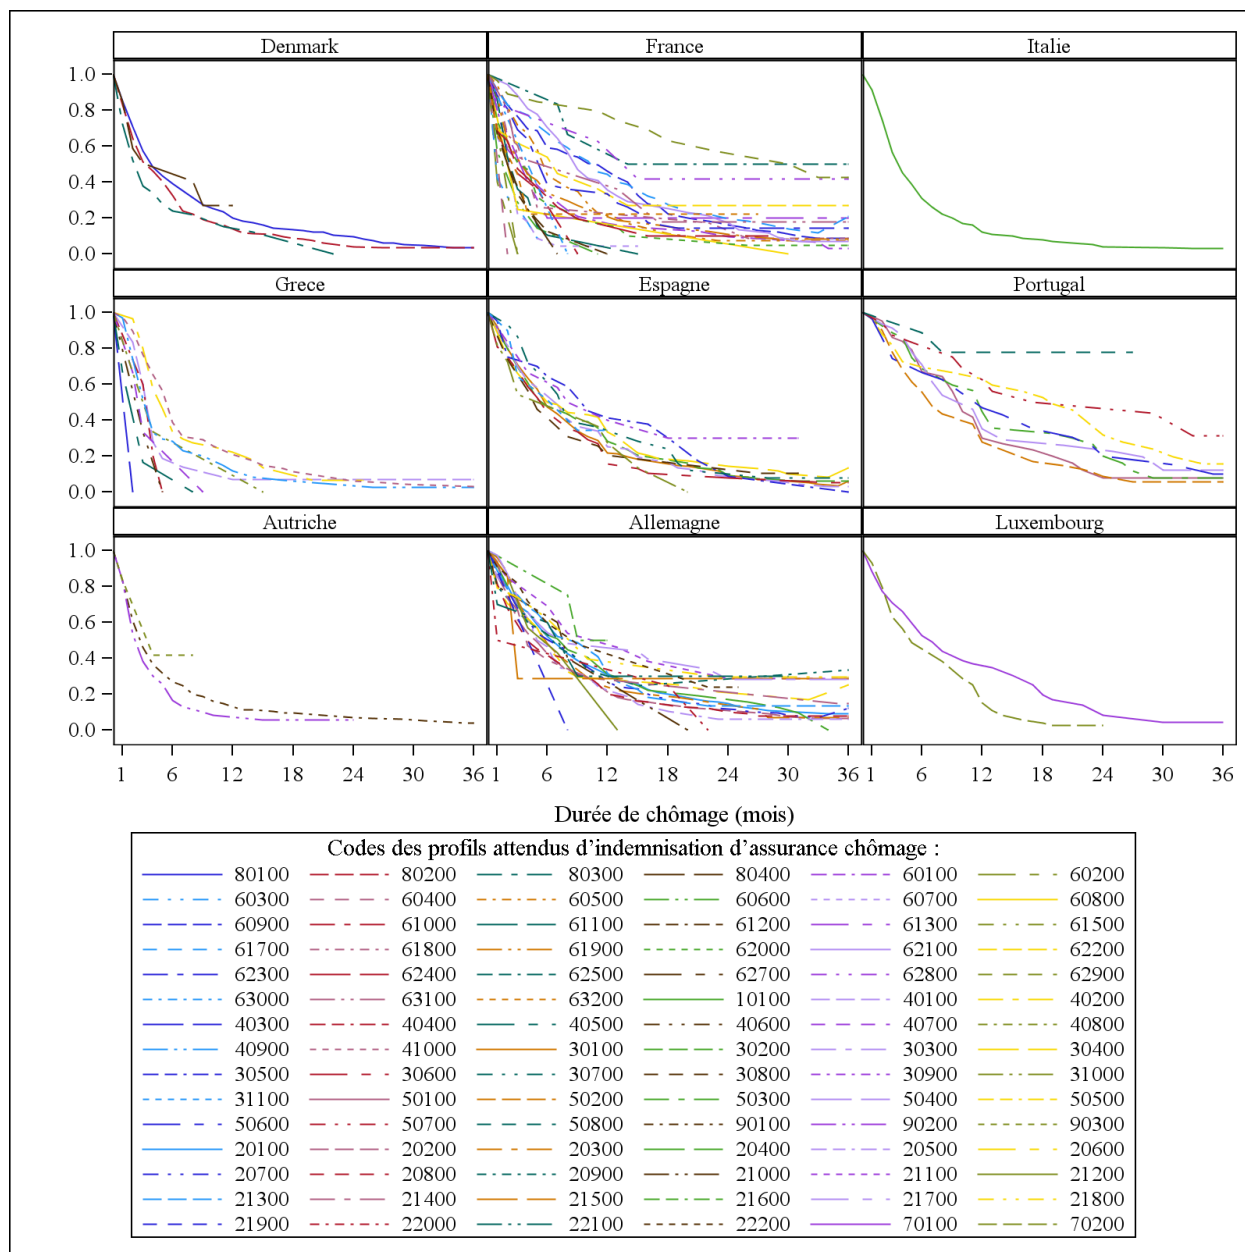 Denmark France Italie
1.0
0.8
0.6
0.4
0.2
0.0
Grece Espagne Portugal
1.0
0.8
0.6
0.4
0.2
0.0
Autriche Allemagne Luxembourg
1.0
0.8
0.6
0.4
0.2
0.0
1 6 12 18 24 30 36 1 6 12 18 24 30 36 1 6 12 18 24 30 36
Durée de chômage (mois)
Codes des profils attendus d’indemnisation d’assurance chômage :
80100 80200 80300 80400 60100 60200
60300 60400 60500 60600 60700 60800
60900 61000 61100 61200 61300 61500
61700 61800 61900 62000 62100 62200
62300 62400 62500 62700 62800 62900
63000 63100 63200 10100 40100 40200
40300 40400 40500 40600 40700 40800
40900 41000 30100 30200 30300 30400
30500 30600 30700 30800 30900 31000
31100 50100 50200 50300 50400 50500
50600 50700 50800 90100 90200 90300
20100 20200 20300 20400 20500 20600
20700 20800 20900 21000 21100 21200
21300 21400 21500 21600 21700 21800
21900 22000 22100 22200 70100 70200